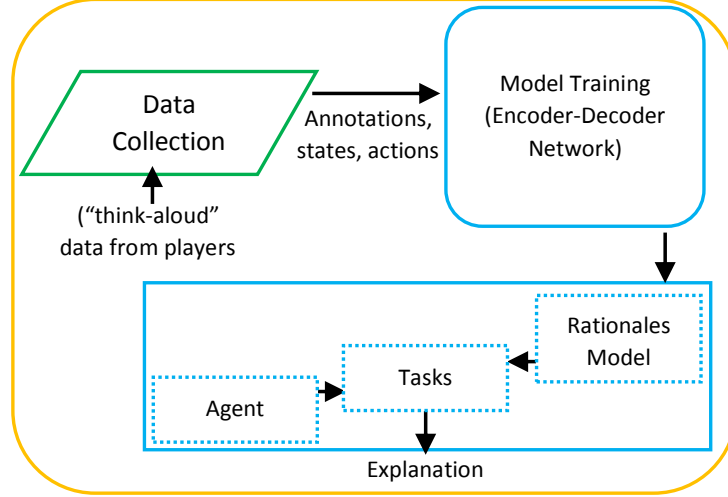 Data
Collection
Annotations,
states, actions
Model Training
(Encoder-Decoder
Network)
(“think-aloud”
data from players
Rationales
Model
Tasks
Agent
Explanation